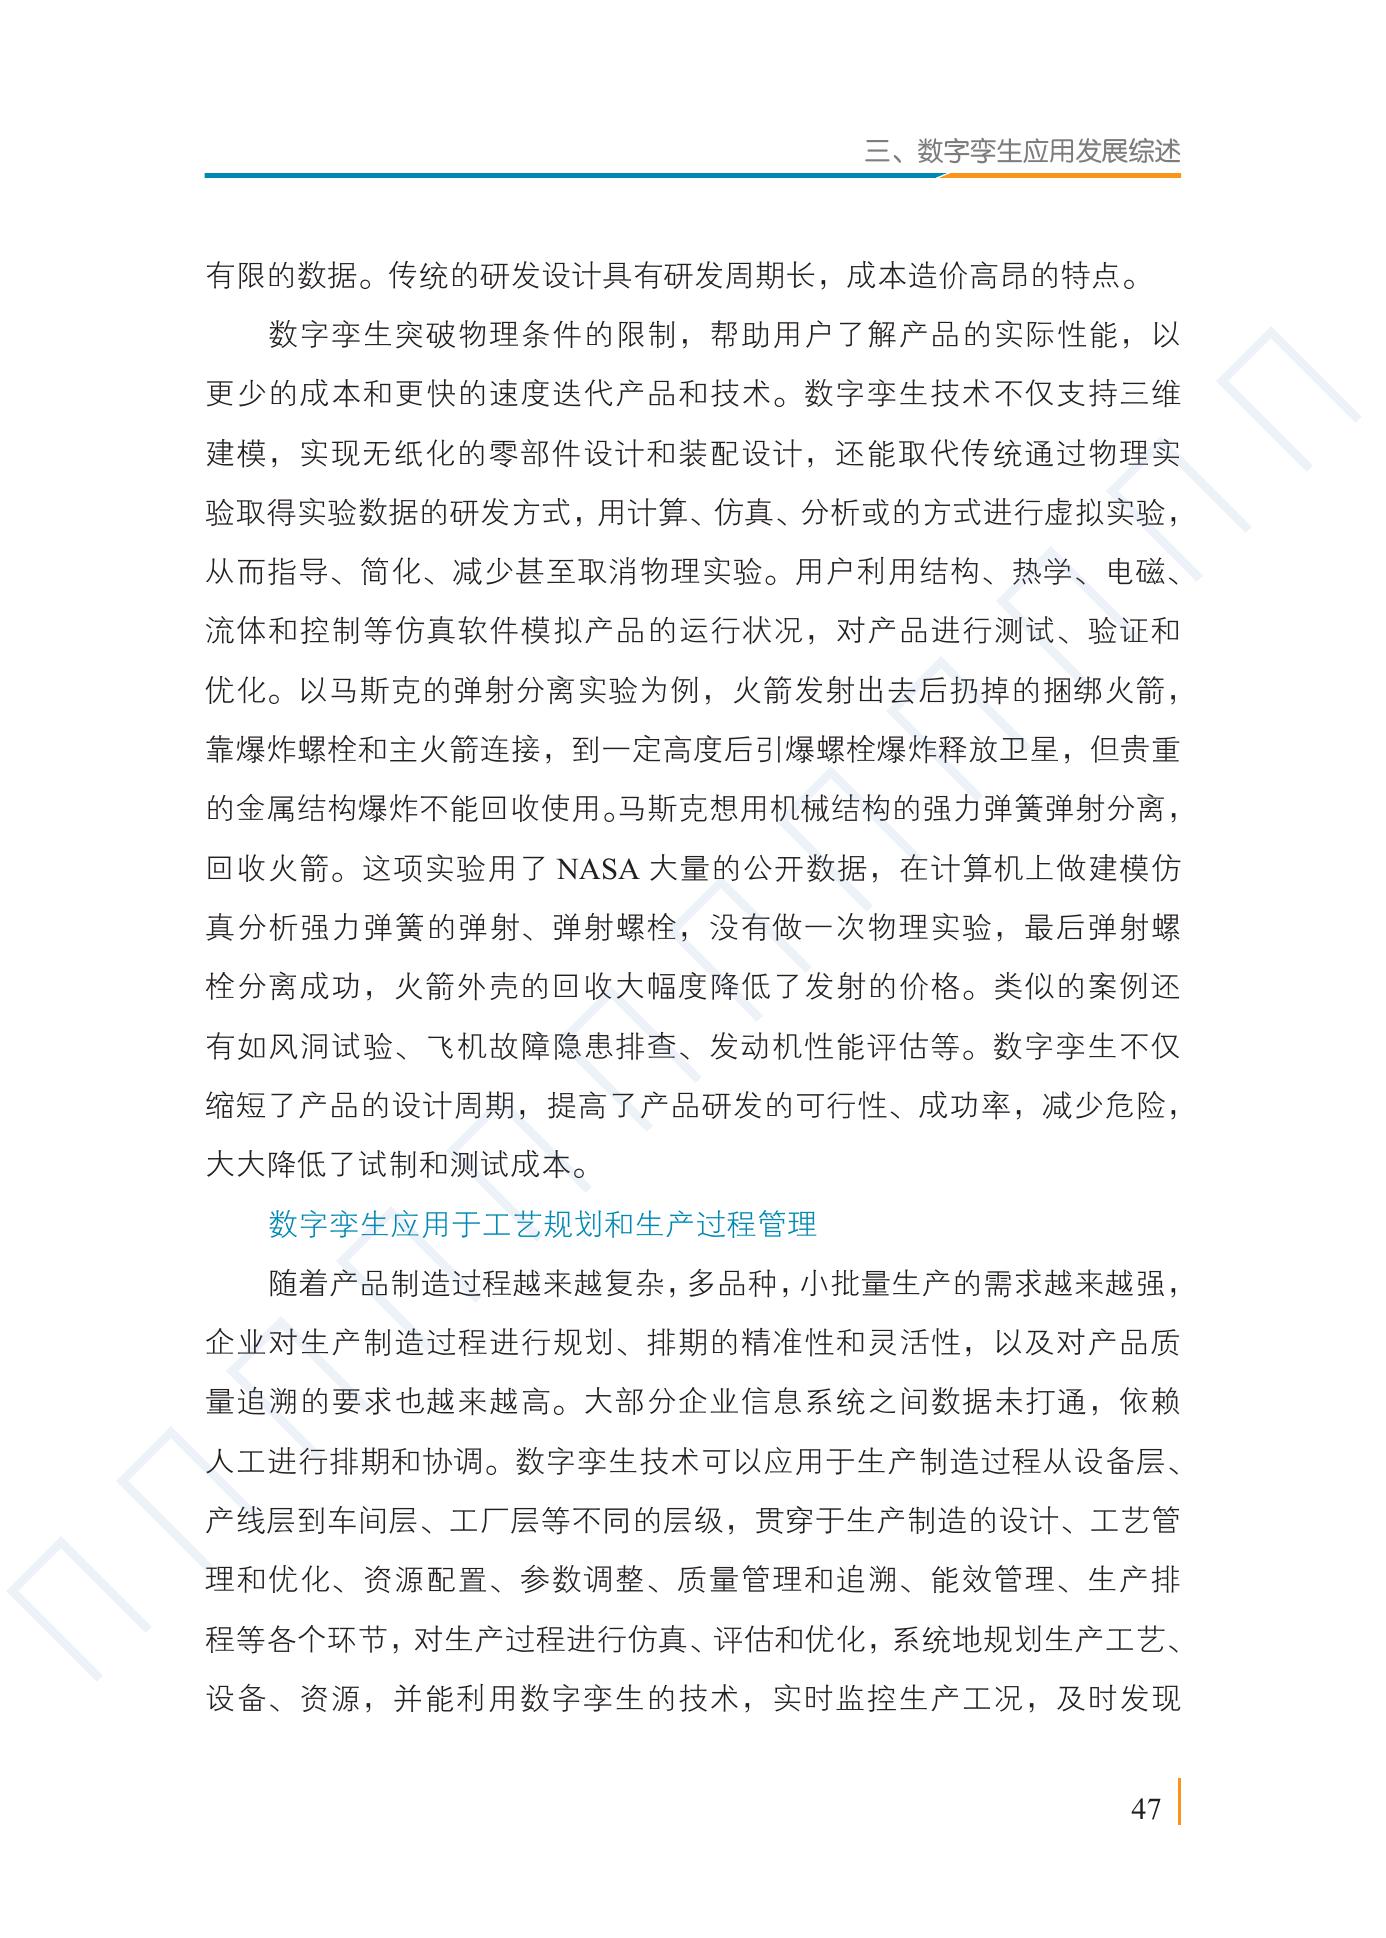 三、数字孪生应用发展综述
有限的数据。传统的研发设计具有研发周期长，成本造价高昂的特点。
数字孪生突破物理条件的限制，帮助用户了解产品的实际性能，以
更少的成本和更快的速度迭代产品和技术。数字孪生技术不仅支持三维
建模，实现无纸化的零部件设计和装配设计，还能取代传统通过物理实
验取得实验数据的研发方式，用计算、仿真、分析或的方式进行虚拟实验，
从而指导、简化、减少甚至取消物理实验。用户利用结构、热学、电磁、
流体和控制等仿真软件模拟产品的运行状况，对产品进行测试、验证和
优化。以马斯克的弹射分离实验为例，火箭发射出去后扔掉的捆绑火箭，
靠爆炸螺栓和主火箭连接，到一定高度后引爆螺栓爆炸释放卫星，但贵重
的金属结构爆炸不能回收使用。马斯克想用机械结构的强力弹簧弹射分离，
回收火箭。这项实验用了 NASA 大量的公开数据，在计算机上做建模仿
真分析强力弹簧的弹射、弹射螺栓，没有做一次物理实验，最后弹射螺
栓分离成功，火箭外壳的回收大幅度降低了发射的价格。类似的案例还
有如风洞试验、飞机故障隐患排查、发动机性能评估等。数字孪生不仅
缩短了产品的设计周期，提高了产品研发的可行性、成功率，减少危险，
大大降低了试制和测试成本。
数字孪生应用于工艺规划和生产过程管理
随着产品制造过程越来越复杂，多品种，小批量生产的需求越来越强，
企业对生产制造过程进行规划、排期的精准性和灵活性，以及对产品质
量追溯的要求也越来越高。大部分企业信息系统之间数据未打通，依赖
人工进行排期和协调。数字孪生技术可以应用于生产制造过程从设备层、
产线层到车间层、工厂层等不同的层级，贯穿于生产制造的设计、工艺管
理和优化、资源配置、参数调整、质量管理和追溯、能效管理、生产排
程等各个环节，对生产过程进行仿真、评估和优化，系统地规划生产工艺、
设备、资源，并能利用数字孪生的技术，实时监控生产工况，及时发现
47